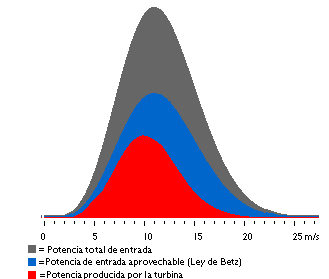 0 5 10 15 20 25 m/s
= Potencia total de entrada
=Potencia de entrada aprovechable (Ley de Betz)
=Potencia producida por la turbina